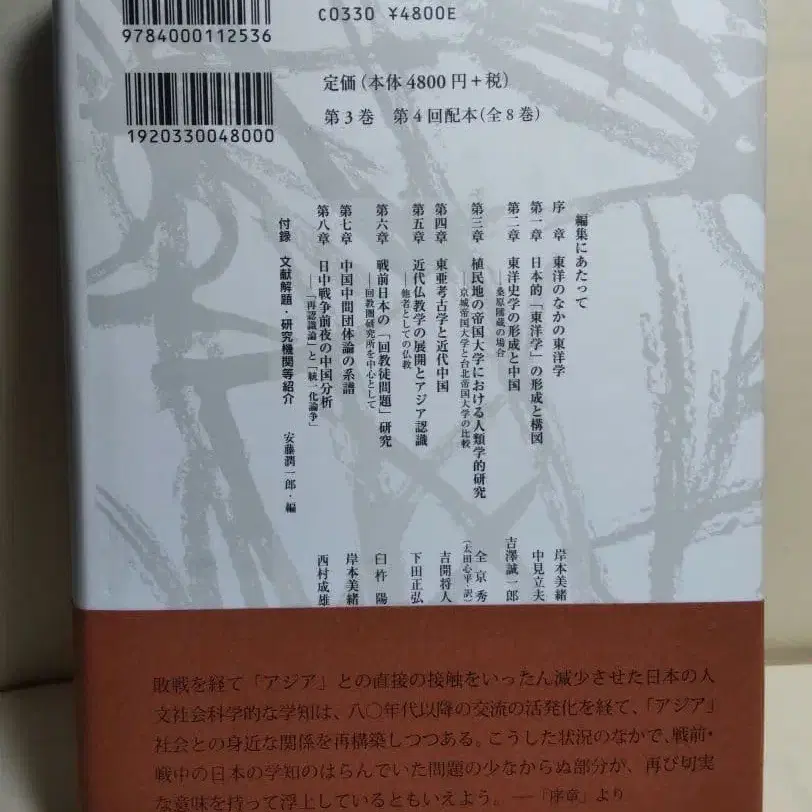 9784000112536
C0330 ¥4800E
定価(本体4800円+税)
第3巻 第4回配本(全8巻)
1920330048000
編集にあたって
序 章 東洋のなかの東洋学 岸本美緒
第一章 日本的「東洋学」の形成と構図 中見立夫
第二章 東洋史学の形成と中国 吉澤誠一郎
――桑原隲蔵の場合
第三章 植民地の帝国大学における人類学的研究 全京秀
――京城帝国大学と台北帝国大学の比較 (太田心平 訳)
第四章 東亜考古学と近代中国 吉開将人
第五章 近代仏教学の展開とアジア認識 下田正弘
――他者としての仏教
第六章 戦前日本の「回教徒問題」研究 臼杵 陽
――回教圏研究所を中心として
第七章 中国中間団体論の系譜 岸本美緒
第八章 日中戦争前夜の中国分析 西村成雄
――「再認識論」と「統一化論争」
付録 文献解題・研究機関等紹介 安藤潤一郎・編
敗戦を経て「アジア」との直接の接触をいったん減少させた日本の人
文社会科学的な学知は、八〇年代以降の交流の活発化を経て、「アジア」
社会との身近な関係を再構築しつつある。こうした状況のなかで、戦前・
戦中の日本の学知のはらんでいた問題の少なからぬ部分が、再び切実
な意味を持って浮上しているともいえよう。――「序章」より